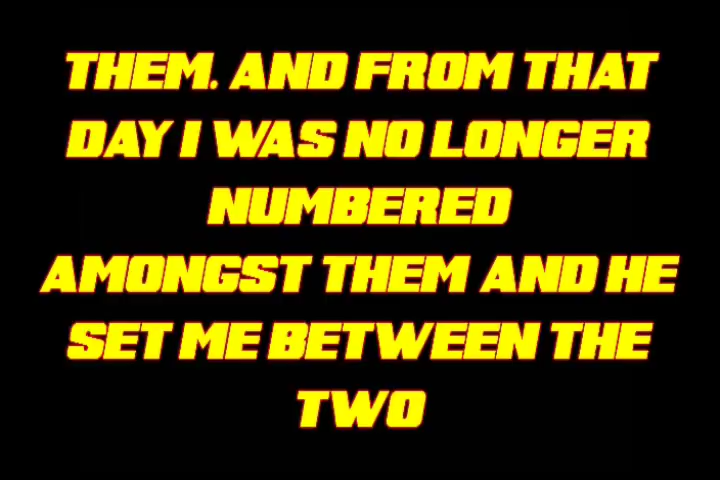 THEM. AND FROM THAT
DAY I WAS NO LONGER
NUMBERED
AMONGST THEM AND HE
SET ME BETWEEN THE
TWO